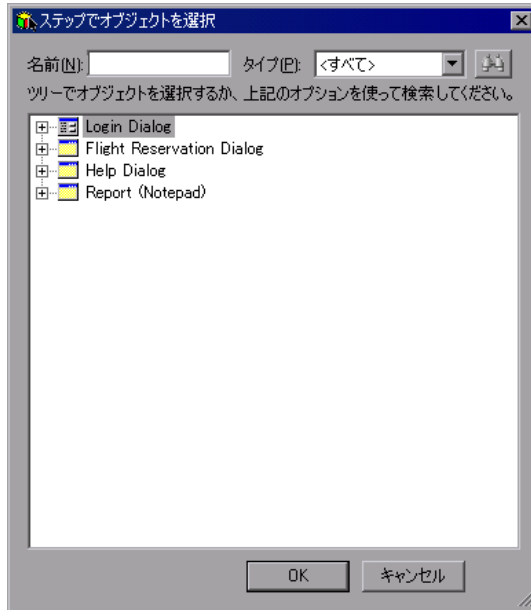 ステップでオブジェクトを選択
名前(N): タイプ(P): <すべて>
ツリーでオブジェクトを選択するか、上記のオプションを使って検索してください。
Login Dialog
Flight Reservation Dialog
Help Dialog
Report (Notepad)
OK キャンセル